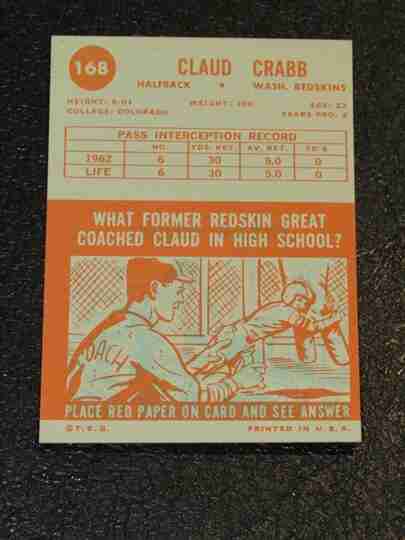 168
CLAUD CRABB
HALFBACK • WASH. REDSKINS
HEIGHT: 6-01 WEIGHT: AGE: 23
COLLEGE: COLORADO YEARS PRO: 2
PASS INTERCEPTION RECORD
NO. YDS. RET. AV. RET. TD'S
1962 6 30 5.0 0
LIFE 6 30 5.0 0
WHAT FORMER REDSKIN GREAT
COACHED CLAUD IN HIGH SCHOOL?
OACH
PLACE RED PAPER ON CARD AND SEE ANSWER
©T.C.G. PRINTED IN U.S.A.